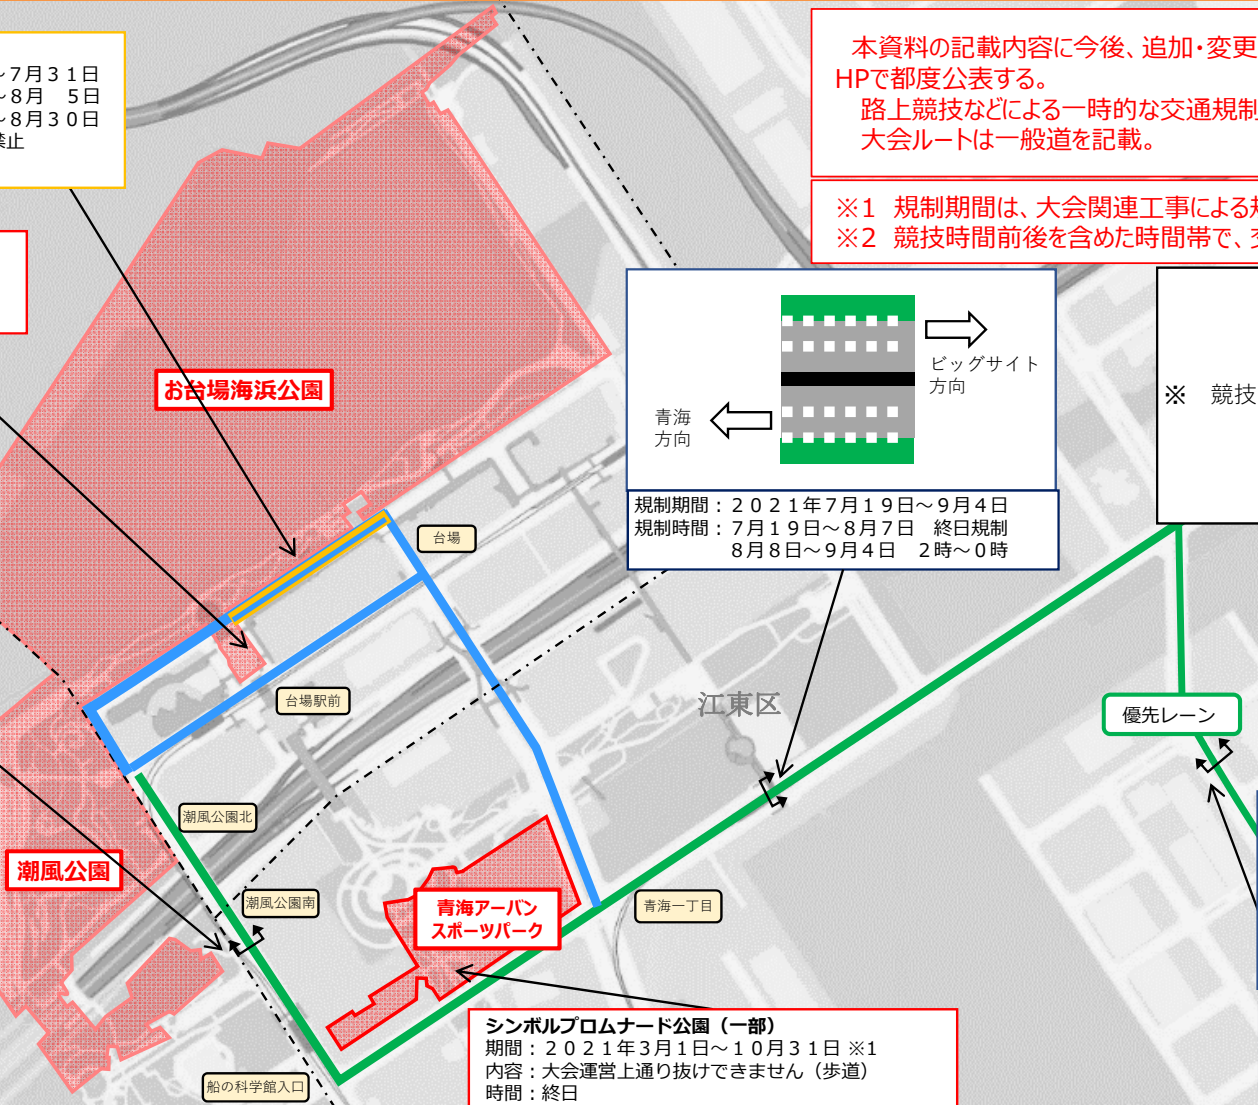 ～7月３１日
～8月　5日
～8月３０日
禁止
本資料の記載内容に今後、追加・変更
HPで都度公表する。
路上競技などによる一時的な交通規制
大会ルートは一般道を記載。
※1　規制期間は、大会関連工事による
※2　競技時間前後を含めた時間帯で、
ビッグサイト
方向
青海
方向
※　競技
規制期間：２０２１年７月１９日～９月４日
規制時間：７月１９日～８月７日　終日規制
８月８日～９月４日　２時～０時
お台場海浜公園
台場
台場駅前
江東区
優先レーン
潮風公園北
潮風公園
潮風公園南
青海アーバン
スポーツパーク
青海一丁目
シンボルプロムナード公園（一部）
期間：２０２１年３月１日～１０月３１日 ※1
内容：大会運営上通り抜けできません（歩道）
時間：終日
船の科学館入口